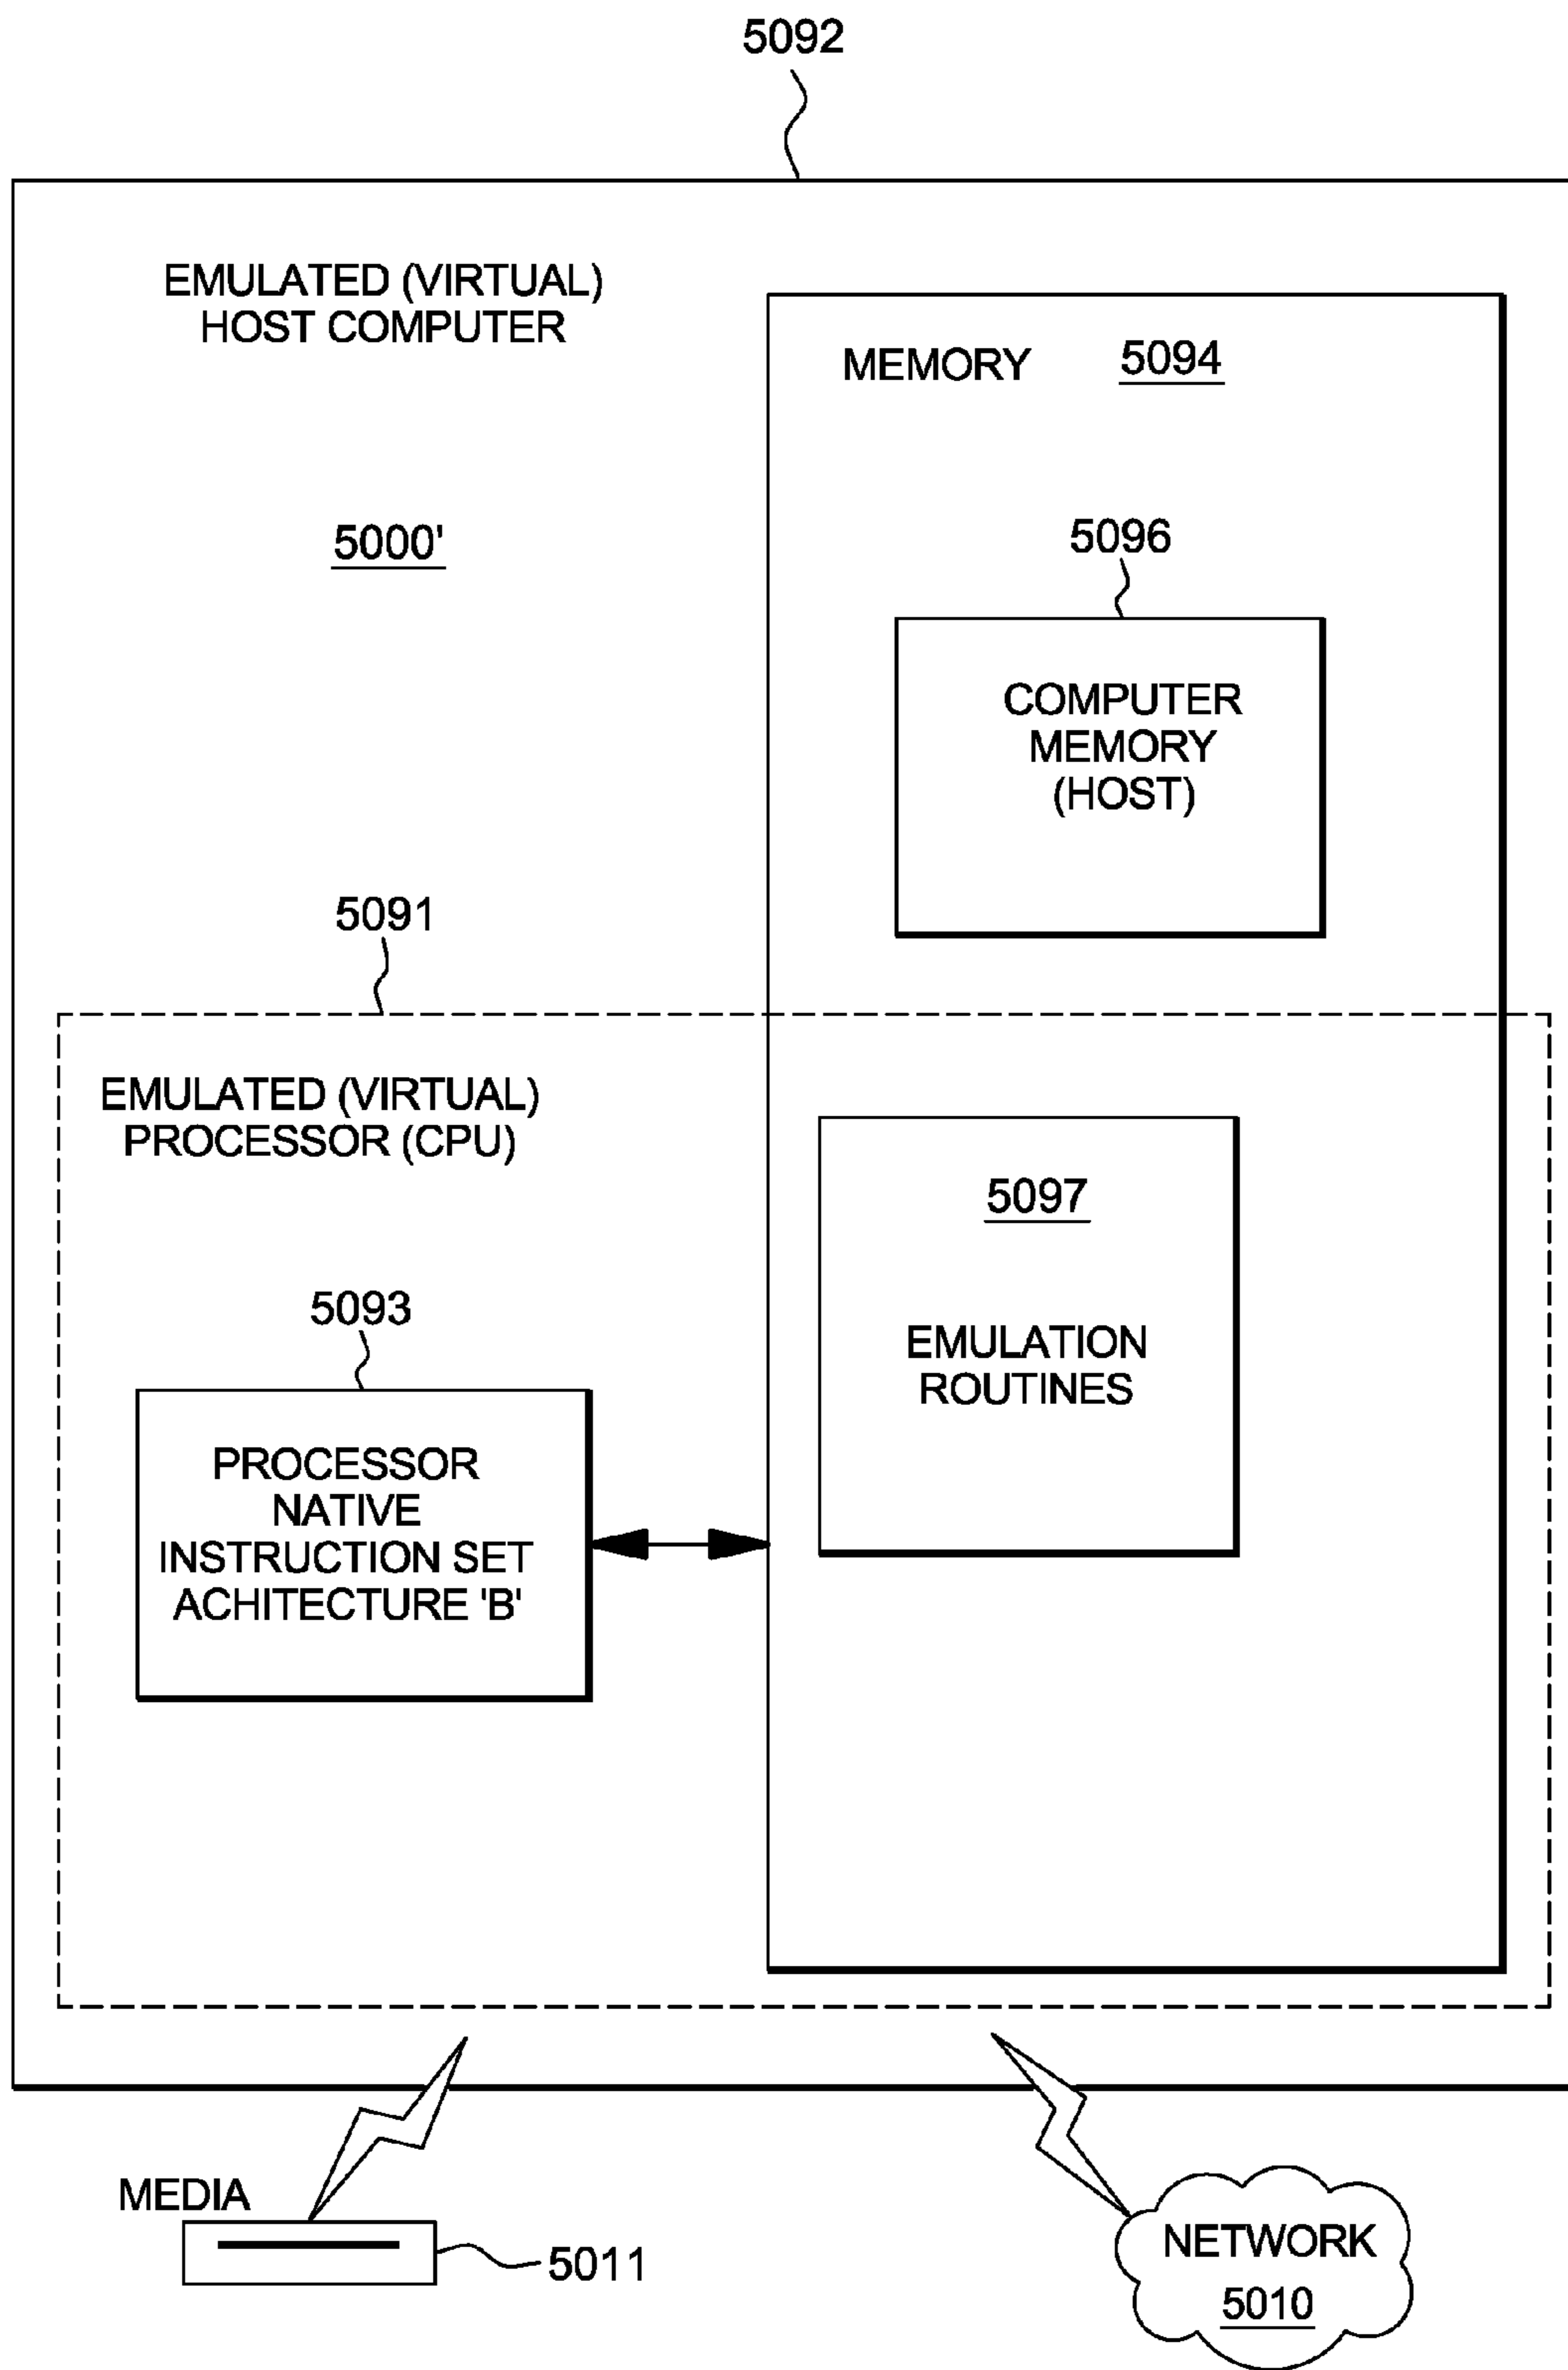 5092
EMULATED (VIRTUAL)
HOST COMPUTER
5000'
MEMORY 5094
5096
COMPUTER
MEMORY
(HOST)
5091
EMULATED (VIRTUAL)
PROCESSOR (CPU)
5097
EMULATION
ROUTINES
5093
PROCESSOR
NATIVE
INSTRUCTION SET
ACHITECTURE 'B'
MEDIA
5011
NETWORK
5010